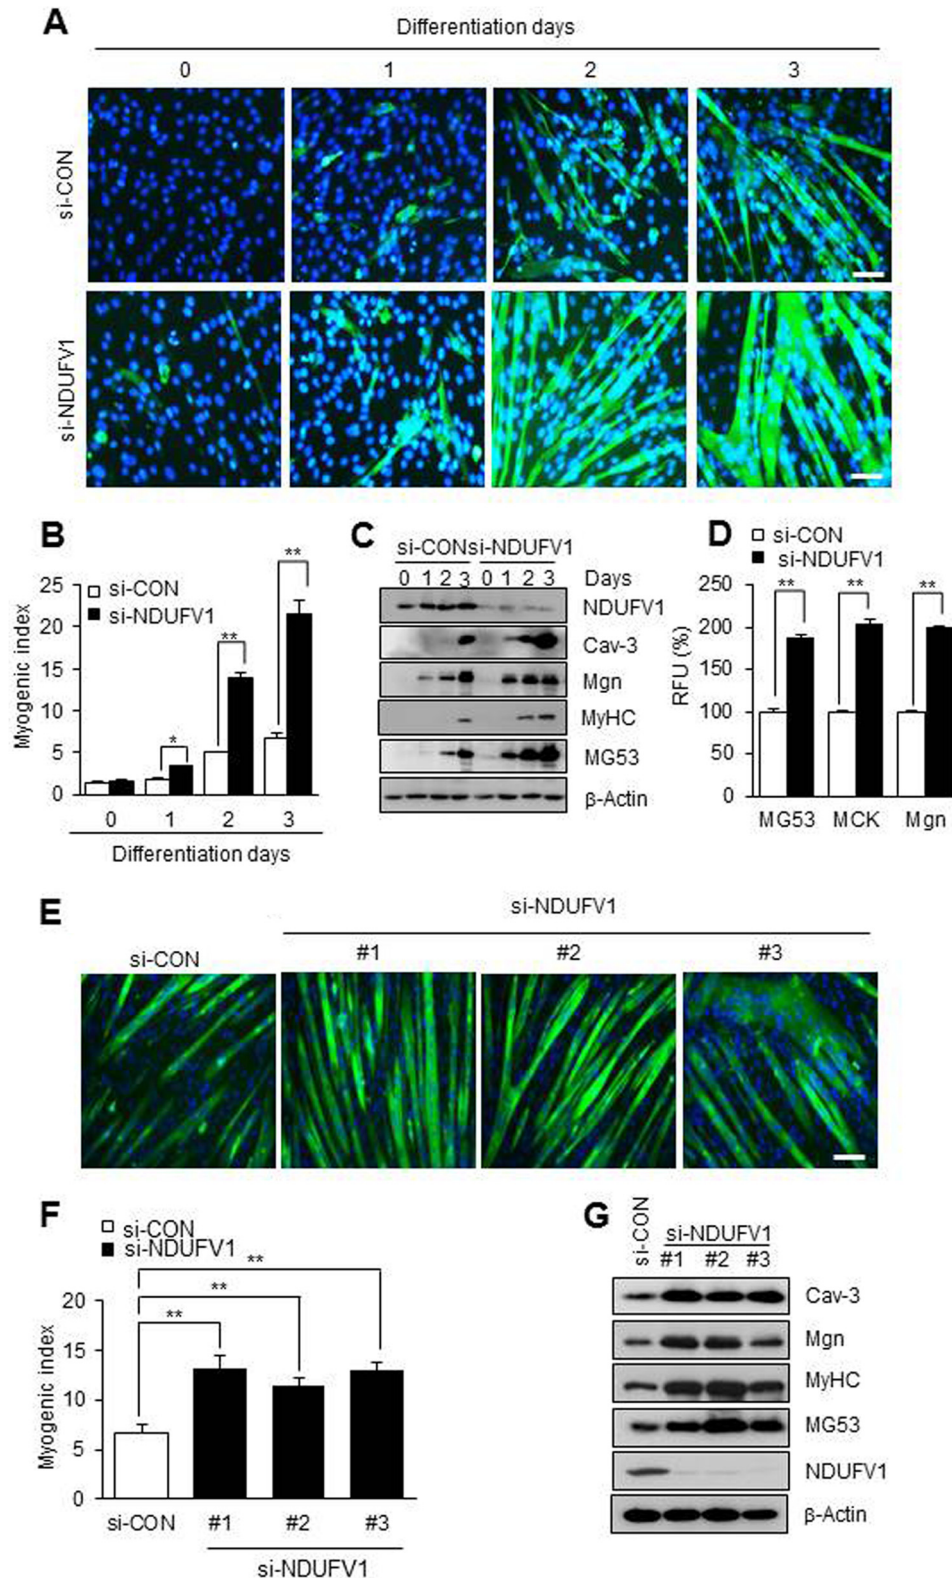 A
Differentiation days
0 1 2 3
si-CON
si-NDUFV1
B
si-CON
si-NDUFV1
Myogenic index
25
20
15
10
5
0
*
**
**
0 1 2 3
Differentiation days
C
si-CON si-NDUFV1
0 1 2 3 0 1 2 3 Days
NDUFV1
Cav-3
Mgn
MyHC
MG53
β-Actin
D
si-CON
si-NDUFV1
RFU (%)
250
200
150
100
50
0
** ** **
MG53 MCK Mgn
E
si-NDUFV1
si-CON #1 #2 #3
F
si-CON
si-NDUFV1
Myogenic index
20
15
10
5
0
**
**
**
si-CON #1 #2 #3
si-NDUFV1
G
si-CON
si-NDUFV1
#1 #2 #3
Cav-3
Mgn
MyHC
MG53
NDUFV1
β-Actin